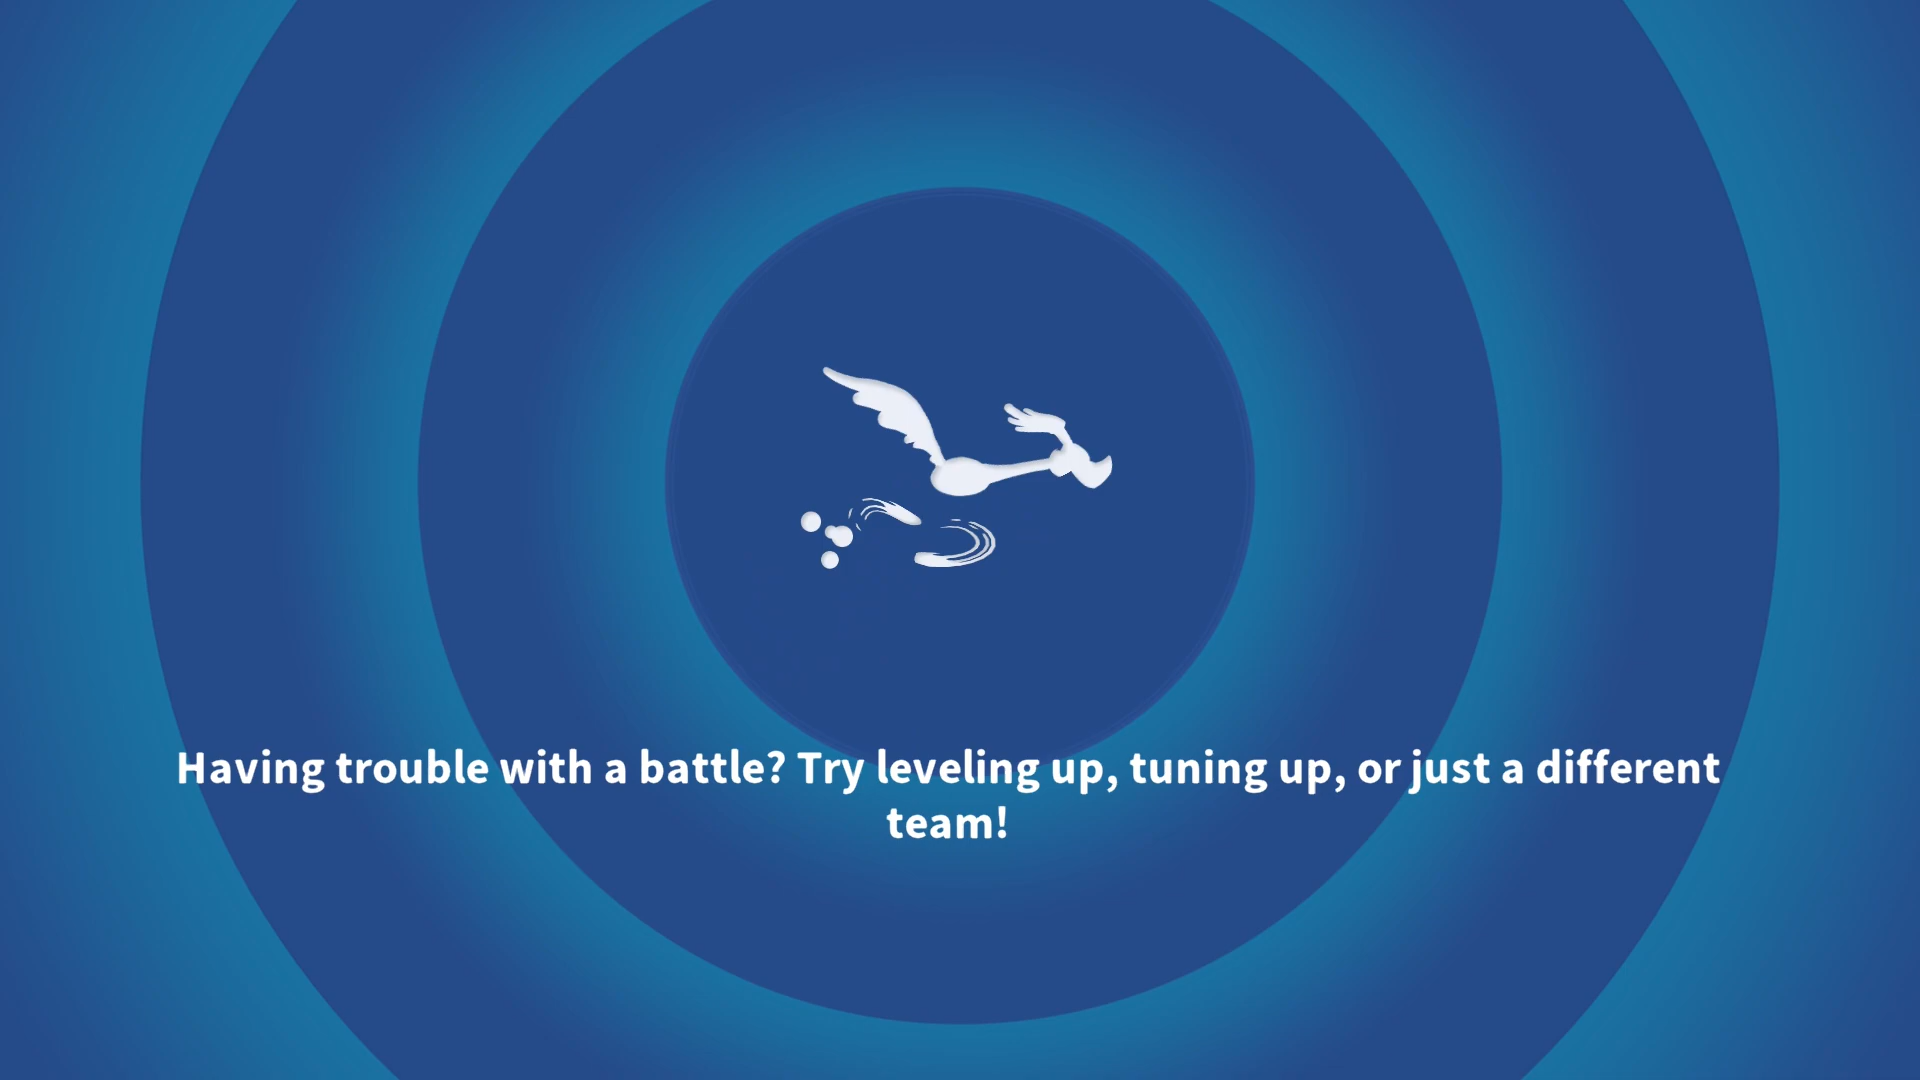 Having trouble with a battle? Try leveling up, tuning up, or just a different
team!